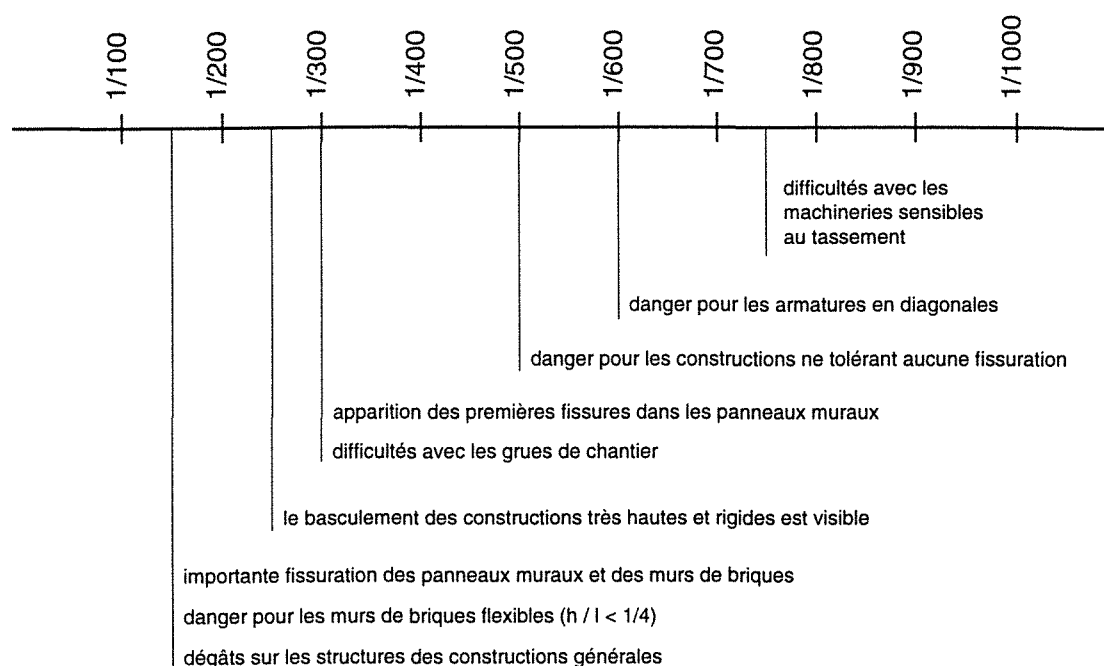 1/100
1/200
1/300
1/400
1/500
1/600
1/700
1/800
1/900
1/1000
difficultés avec les
machineries sensibles
au tassement
danger pour les armatures en diagonales
danger pour les constructions ne tolérant aucune fissuration
apparition des premières fissures dans les panneaux muraux
difficultés avec les grues de chantier
le basculement des constructions très hautes et rigides est visible
importante fissuration des panneaux muraux et des murs de briques
danger pour les murs de briques flexibles (h / l < 1/4)
dégâts sur les structures des constructions générales